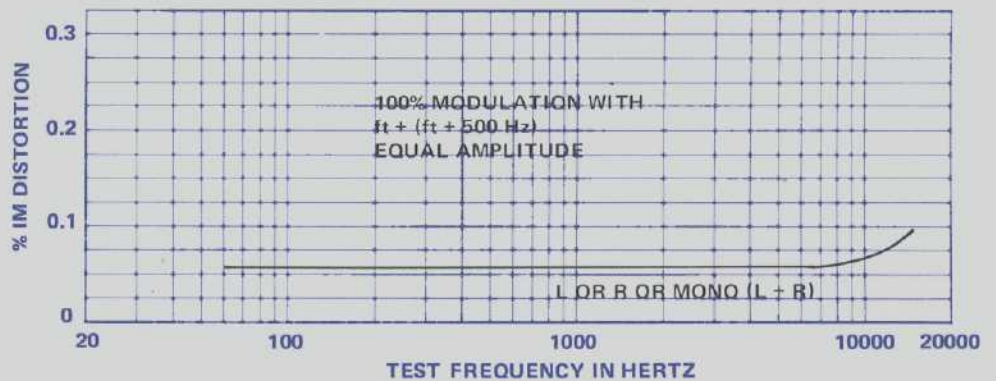 0.3
0.2
0.1
0
% IM DISTORTION
100% MODULATION WITH
ft + (ft + 500 Hz)
EQUAL AMPLITUDE
L OR R OR MONO (L + R)
20 100 1000 10000 20000
TEST FREQUENCY IN HERTZ